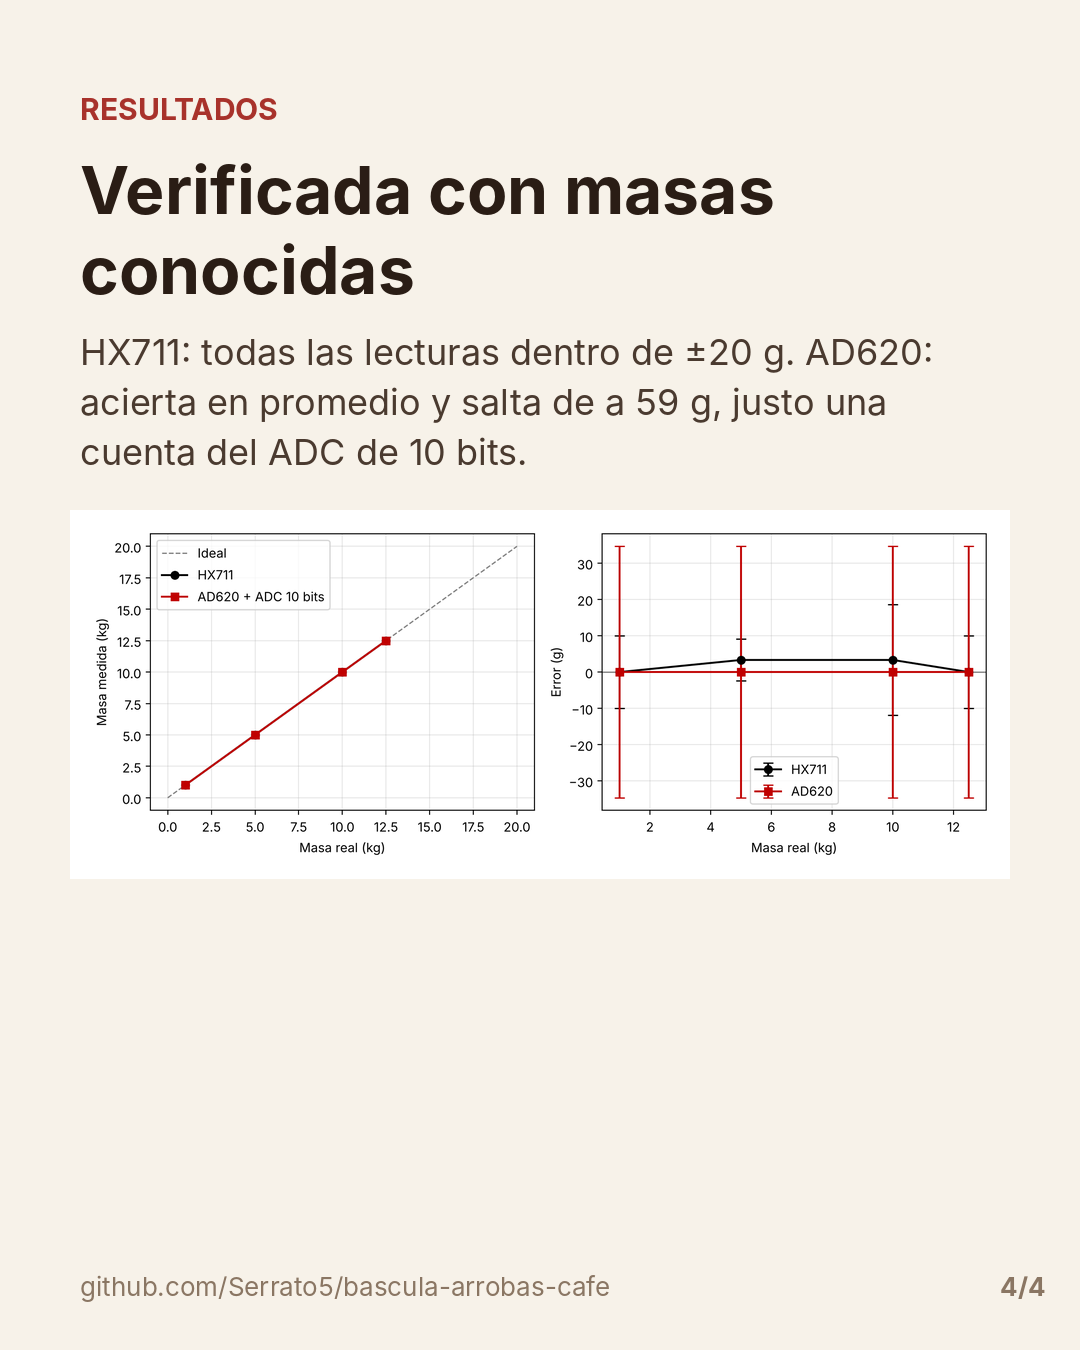 RESULTADOS
Verificada con masas
conocidas
HX711: todas las lecturas dentro de ±20 g. AD620:
acierta en promedio y salta de a 59 g, justo una
cuenta del ADC de 10 bits.
Ideal
HX711
AD620 + ADC 10 bits
20.0
17.5
15.0
12.5
10.0
7.5
5.0
2.5
0.0
Masa medida (kg)
0.0 2.5 5.0 7.5 10.0 12.5 15.0 17.5 20.0
Masa real (kg)
30
20
10
0
−10
−20
−30
Error (g)
HX711
AD620
2 4 6 8 10 12
Masa real (kg)
github.com/Serrato5/bascula-arrobas-cafe
4/4